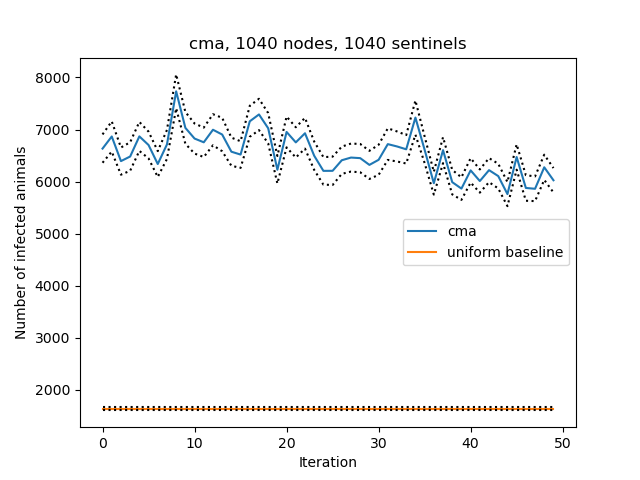 cma, 1040 nodes, 1040 sentinels
8000
7000
6000
5000
4000
3000
2000
Number of infected animals
cma
uniform baseline
0
10
20
30
40
50
Iteration